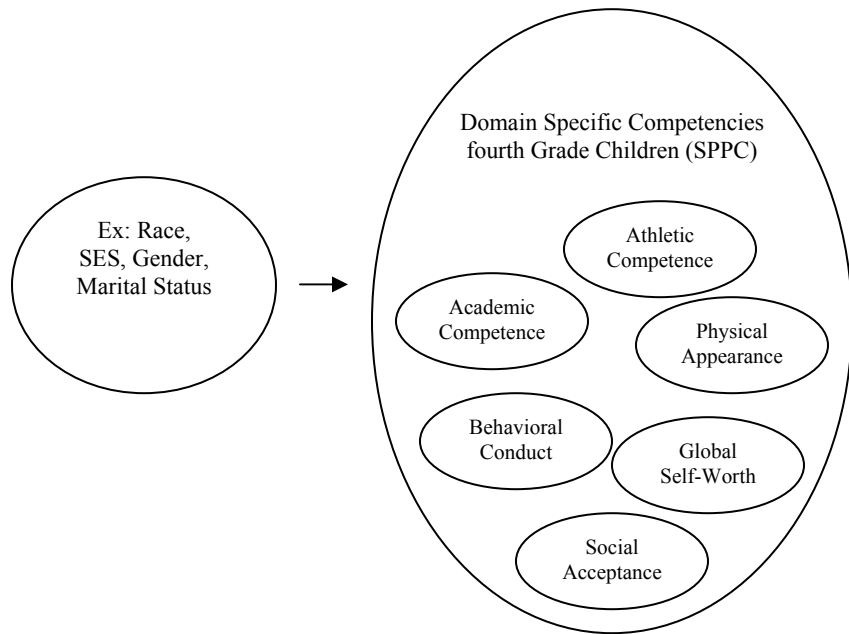 Ex: Race,
SES, Gender,
Marital Status
Domain Specific Competencies
fourth Grade Children (SPPC)
Athletic
Competence
Academic
Competence
Physical
Appearance
Behavioral
Conduct
Global
Self-Worth
Social
Acceptance